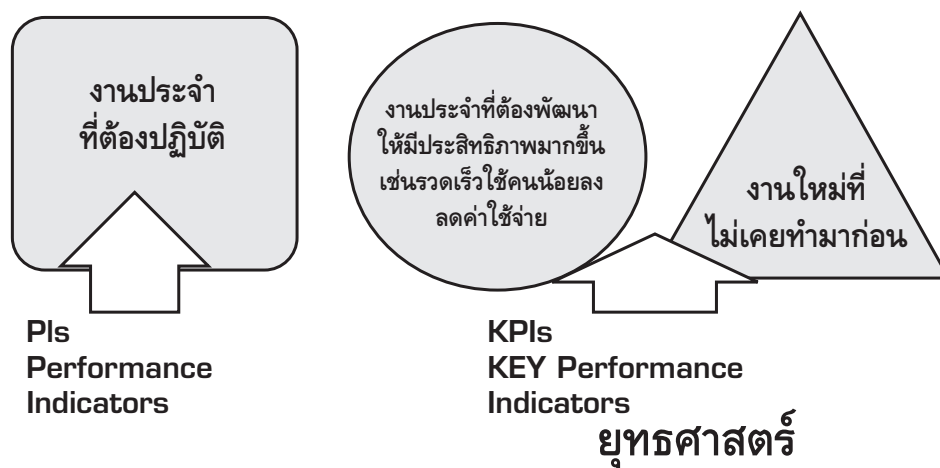 งานประจำ
ที่ต้องปฏิบัติ
งานประจำที่ต้องพัฒนา
ให้มีประสิทธิภาพมากขึ้น
เช่นรวดเร็วใช้คนน้อยลง
ลดค่าใช้จ่าย
งานใหม่ที่
ไม่เคยทำมาก่อน
PIs
Performance
Indicators
KPIs
KEY Performance
Indicators
ยุทธศาสตร์